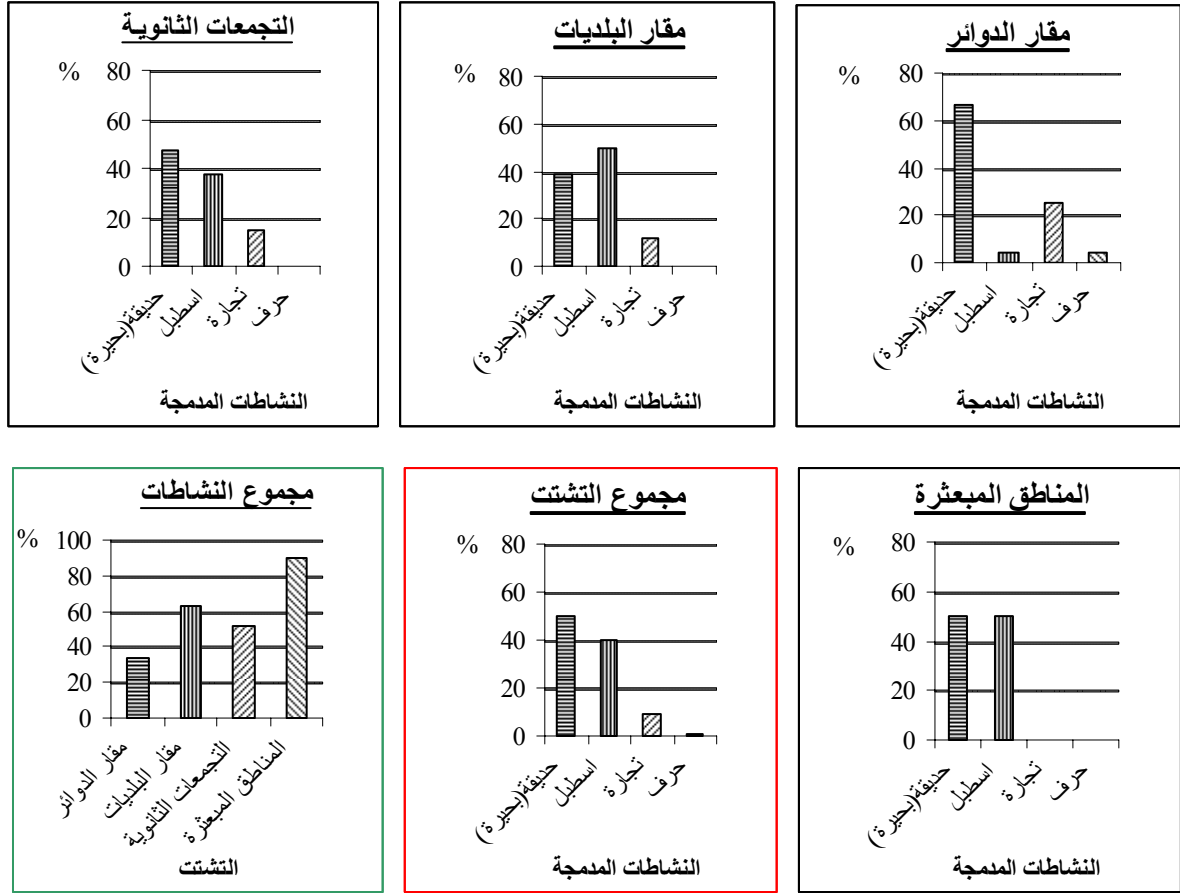 مقار الدوائر
%
80
60
40
20
0
حديقة(بحيرة)
اسطبل
تجارة
حرف
النشاطات المدمجة
مقار البلديات
%
80
60
40
20
0
حديقة(بحيرة)
اسطبل
تجارة
حرف
النشاطات المدمجة
التجمعات الثانوية
%
80
60
40
20
0
حديقة(بحيرة)
اسطبل
تجارة
حرف
النشاطات المدمجة
المناطق المبعثرة
%
80
60
40
20
0
حديقة(بحيرة)
اسطبل
تجارة
حرف
النشاطات المدمجة
مجموع التشتت
%
80
60
40
20
0
حديقة(بحيرة)
اسطبل
تجارة
حرف
النشاطات المدمجة
مجموع النشاطات
%
100
80
60
40
20
0
مقار الدوائر
مقار البلديات
التجمعات الثانوية
المناطق المبعثرة
التشتت